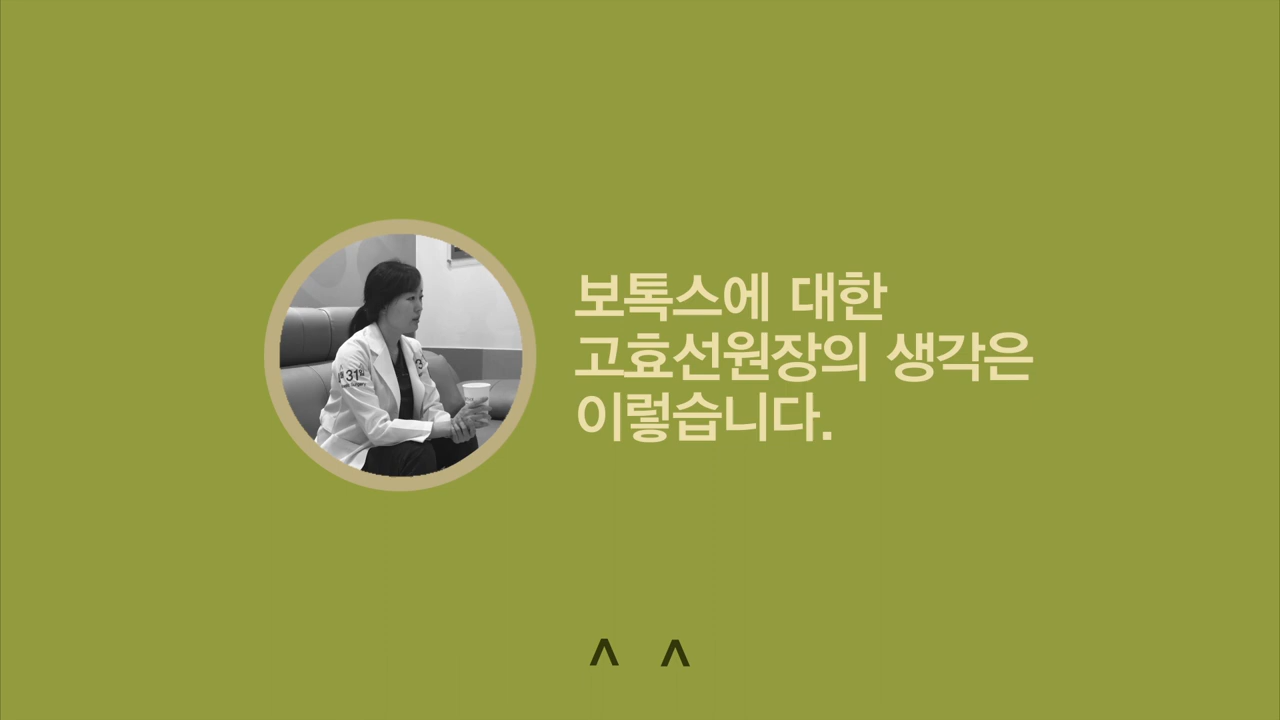 보톡스에 대한
고효선원장의 생각은
이렇습니다.
31
^ ^